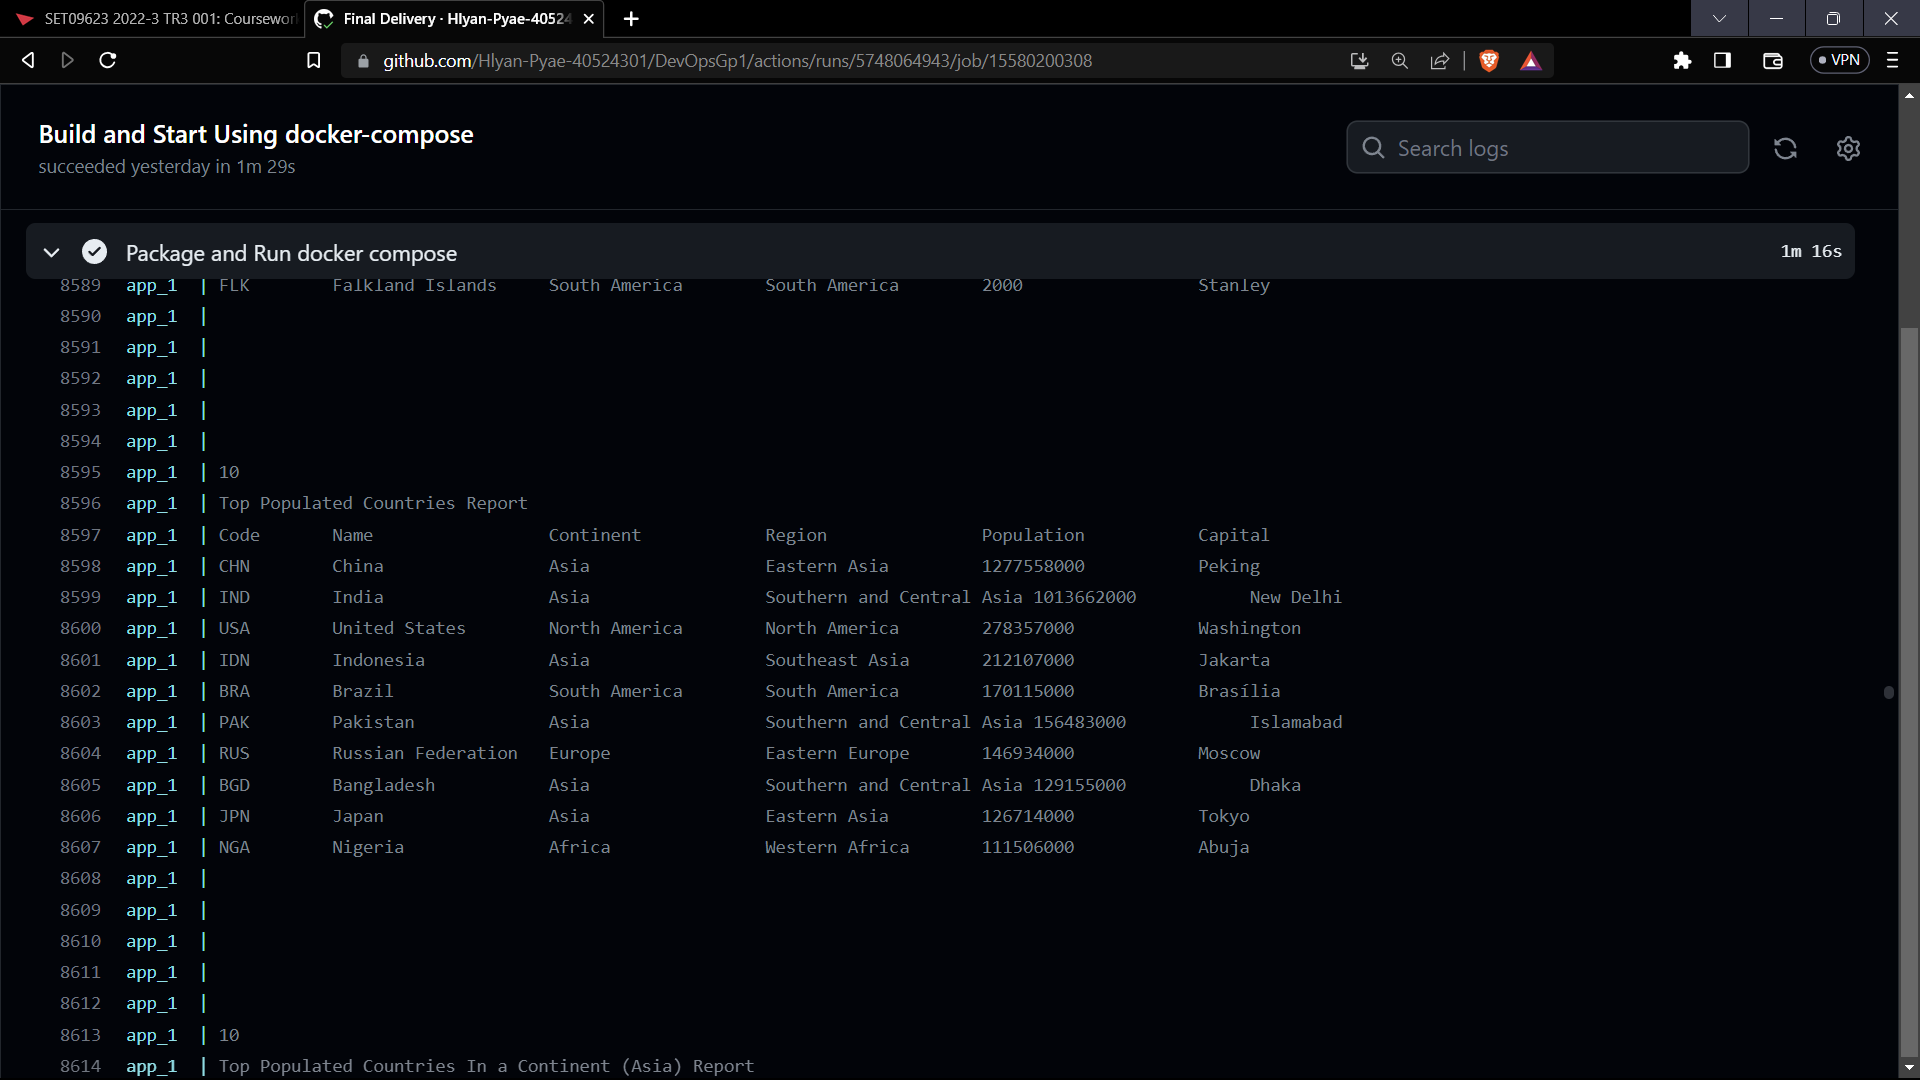 SET09623 2022-3 TR3 001: Coursewor
Final Delivery · Hlyan-Pyae-40524
github.com/Hlyan-Pyae-40524301/DevOpsGp1/actions/runs/5748064943/job/15580200308
VPN
Build and Start Using docker-compose
succeeded yesterday in 1m 29s
Search logs
Package and Run docker compose 1m 16s
8589 app_1 | FLK Falkland Islands South America South America 2000 Stanley
8590 app_1 |
8591 app_1 |
8592 app_1 |
8593 app_1 |
8594 app_1 |
8595 app_1 | 10
8596 app_1 | Top Populated Countries Report
8597 app_1 | Code Name Continent Region Population Capital
8598 app_1 | CHN China Asia Eastern Asia 1277558000 Peking
8599 app_1 | IND India Asia Southern and Central Asia 1013662000 New Delhi
8600 app_1 | USA United States North America North America 278357000 Washington
8601 app_1 | IDN Indonesia Asia Southeast Asia 212107000 Jakarta
8602 app_1 | BRA Brazil South America South America 170115000 Brasília
8603 app_1 | PAK Pakistan Asia Southern and Central Asia 156483000 Islamabad
8604 app_1 | RUS Russian Federation Europe Eastern Europe 146934000 Moscow
8605 app_1 | BGD Bangladesh Asia Southern and Central Asia 129155000 Dhaka
8606 app_1 | JPN Japan Asia Eastern Asia 126714000 Tokyo
8607 app_1 | NGA Nigeria Africa Western Africa 111506000 Abuja
8608 app_1 |
8609 app_1 |
8610 app_1 |
8611 app_1 |
8612 app_1 |
8613 app_1 | 10
8614 app_1 | Top Populated Countries In a Continent (Asia) Report